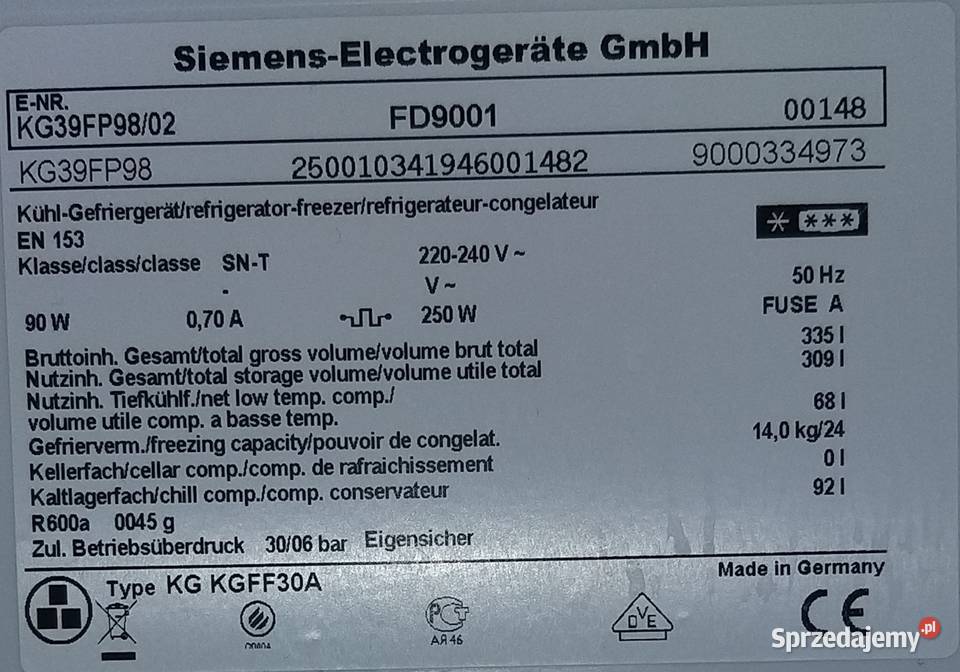 Siemens-Electrogeräte GmbH
E-NR.
KG39FP98/02 FD9001 00148
KG39FP98 250010341946001482 9000334973
Kühl-Gefriergerät/refrigerator-freezer/refrigerateur-congelateur
EN 153
Klasse/class/classe SN-T 220-240 V ~ 50 Hz
- V ~ FUSE A
90 W 0,70 A 250 W
Bruttoinh. Gesamt/total gross volume/volume brut total 335 l
Nutzinh. Gesamt/total storage volume/volume utile total 309 l
Nutzinh. Tiefkühlf./net low temp. comp./
volume utile comp. a basse temp. 68 l
Gefrierverm./freezing capacity/pouvoir de congelat. 14,0 kg/24
Kellerfach/cellar comp./comp. de rafraichissement 0 l
Kaltlagerfach/chill comp./comp. conservateur 92 l
R600a 0045 g
Zul. Betriebsüberdruck 30/06 bar Eigensicher
Made in Germany
Type KG KGFF30A
РСТ
АЯ46
DVE
CE
Sprzedajemy.pl